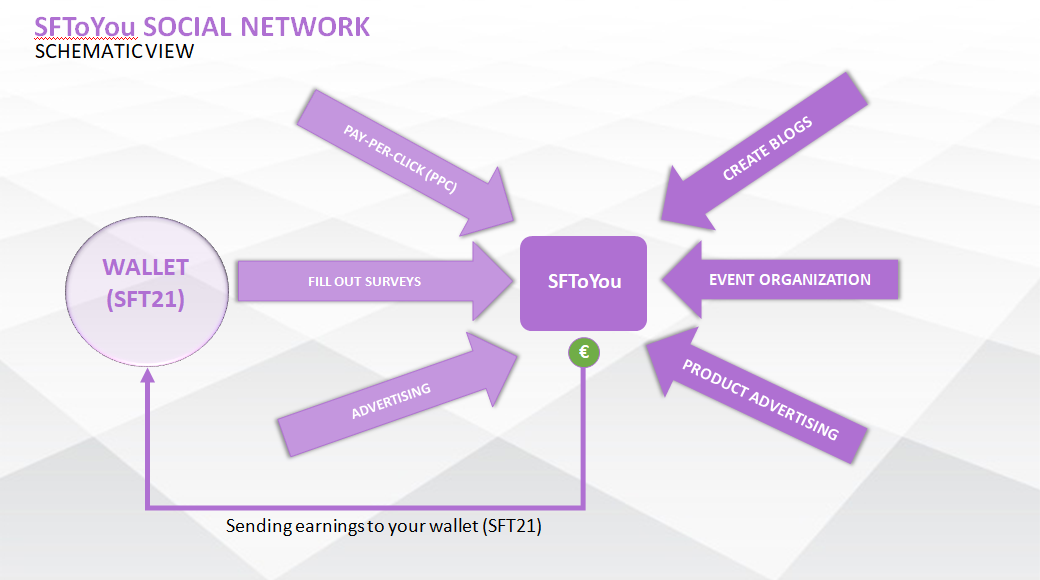 SFToYou SOCIAL NETWORK
SCHEMATIC VIEW
PAY-PER-CLICK (PPC)
CREATE BLOGS
WALLET
(SFT21)
FILL OUT SURVEYS
SFToYou
EVENT ORGANIZATION
€
ADVERTISING
PRODUCT ADVERTISING
Sending earnings to your wallet (SFT21)